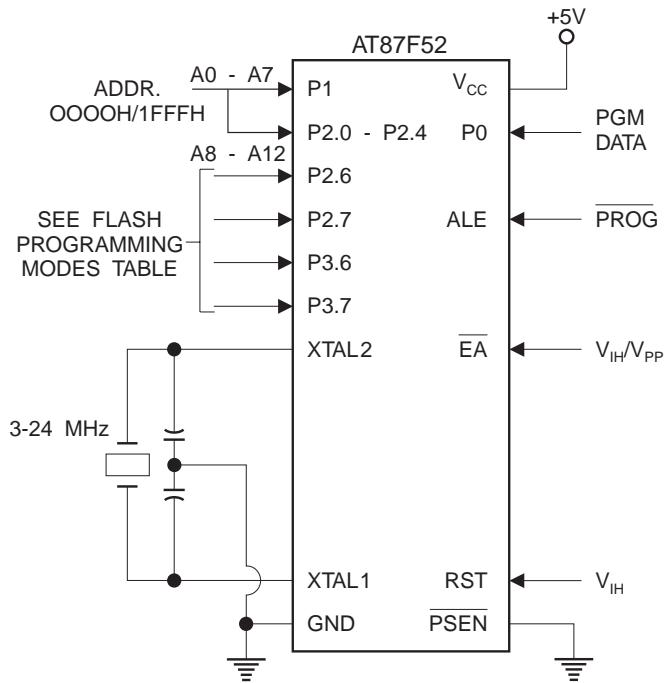 +5V
AT87F52
A0 - A7
ADDR.
OOOOH/1FFFH
P1
VCC
P2.0 - P2.4
P0
PGM
DATA
A8 - A12
P2.6
SEE FLASH
PROGRAMMING
MODES TABLE
P2.7
ALE
PROG
P3.6
P3.7
XTAL2
EA
VIH/VPP
3-24 MHz
XTAL1
RST
VIH
GND
PSEN